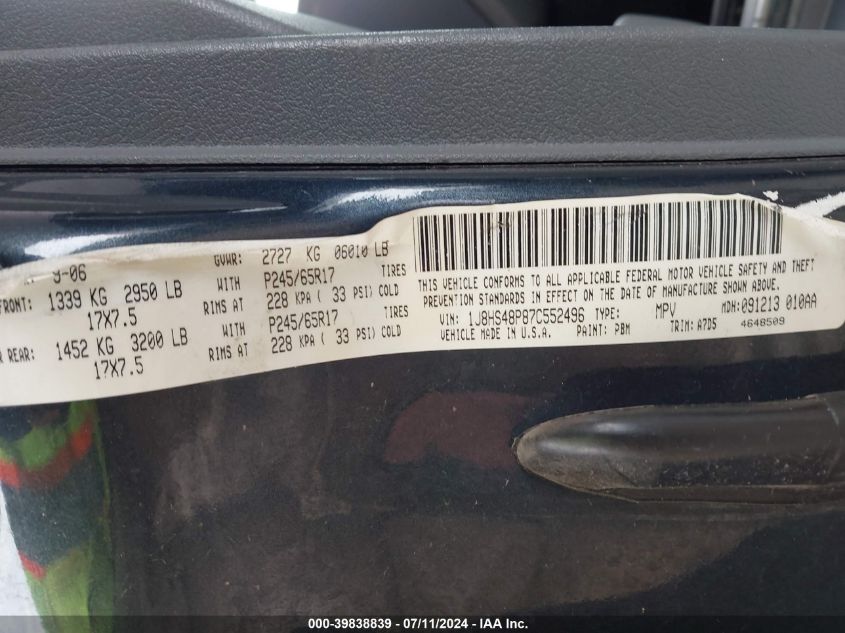 9-06
GVWR: 2727 KG 06010 LB
FRONT: 1339 KG 2950 LB WITH P245/65R17 TIRES
17X7.5 RIMS AT 228 KPA ( 33 PSI) COLD
REAR: 1452 KG 3200 LB WITH P245/65R17 TIRES
17X7.5 RIMS AT 228 KPA ( 33 PSI) COLD
THIS VEHICLE CONFORMS TO ALL APPLICABLE FEDERAL MOTOR VEHICLE SAFETY AND THEFT
PREVENTION STANDARDS IN EFFECT ON THE DATE OF MANUFACTURE SHOWN ABOVE.
VIN: 1J8HS48P87C552496 TYPE: MPV MDH: 091213 010AA
VEHICLE MADE IN U.S.A. PAINT: PBM TRIM: A7D5 4648509
000-39838839 - 07/11/2024 - IAA Inc.